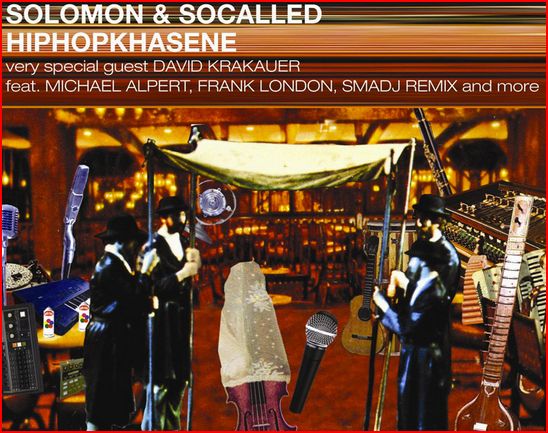 SOLOMON & SOCALLED
HIPHOPKHASENE
very special guest DAVID KRAKAUER
feat. MICHAEL ALPERT, FRANK LONDON, SMADJ REMIX and more